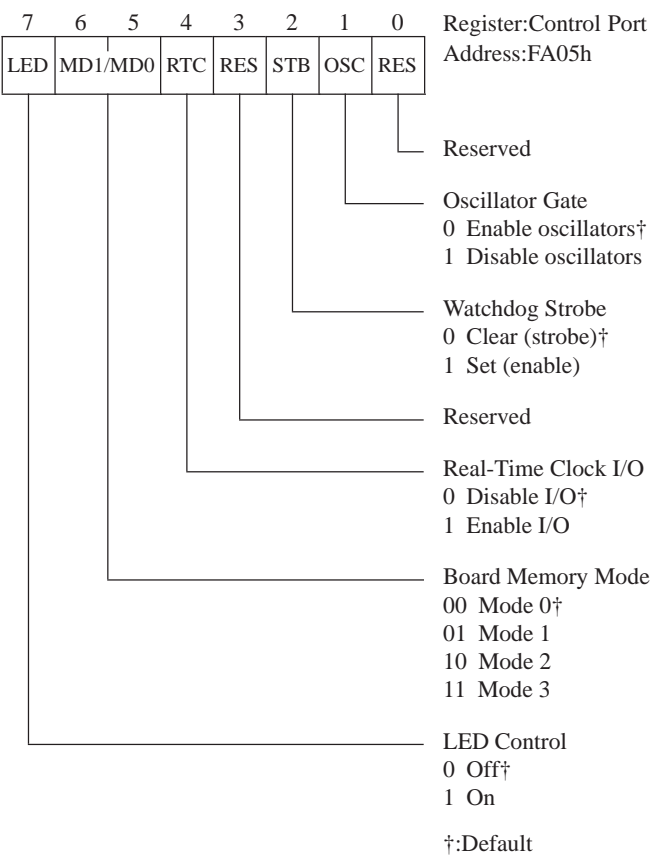 7 6 5 4 3 2 1 0
LED MD1/MD0 RTC RES STB OSC RES
Register:Control Port
Address:FA05h
Reserved
Oscillator Gate
0 Enable oscillators†
1 Disable oscillators
Watchdog Strobe
0 Clear (strobe)†
1 Set (enable)
Reserved
Real-Time Clock I/O
0 Disable I/O†
1 Enable I/O
Board Memory Mode
00 Mode 0†
01 Mode 1
10 Mode 2
11 Mode 3
LED Control
0 Off†
1 On
†:Default